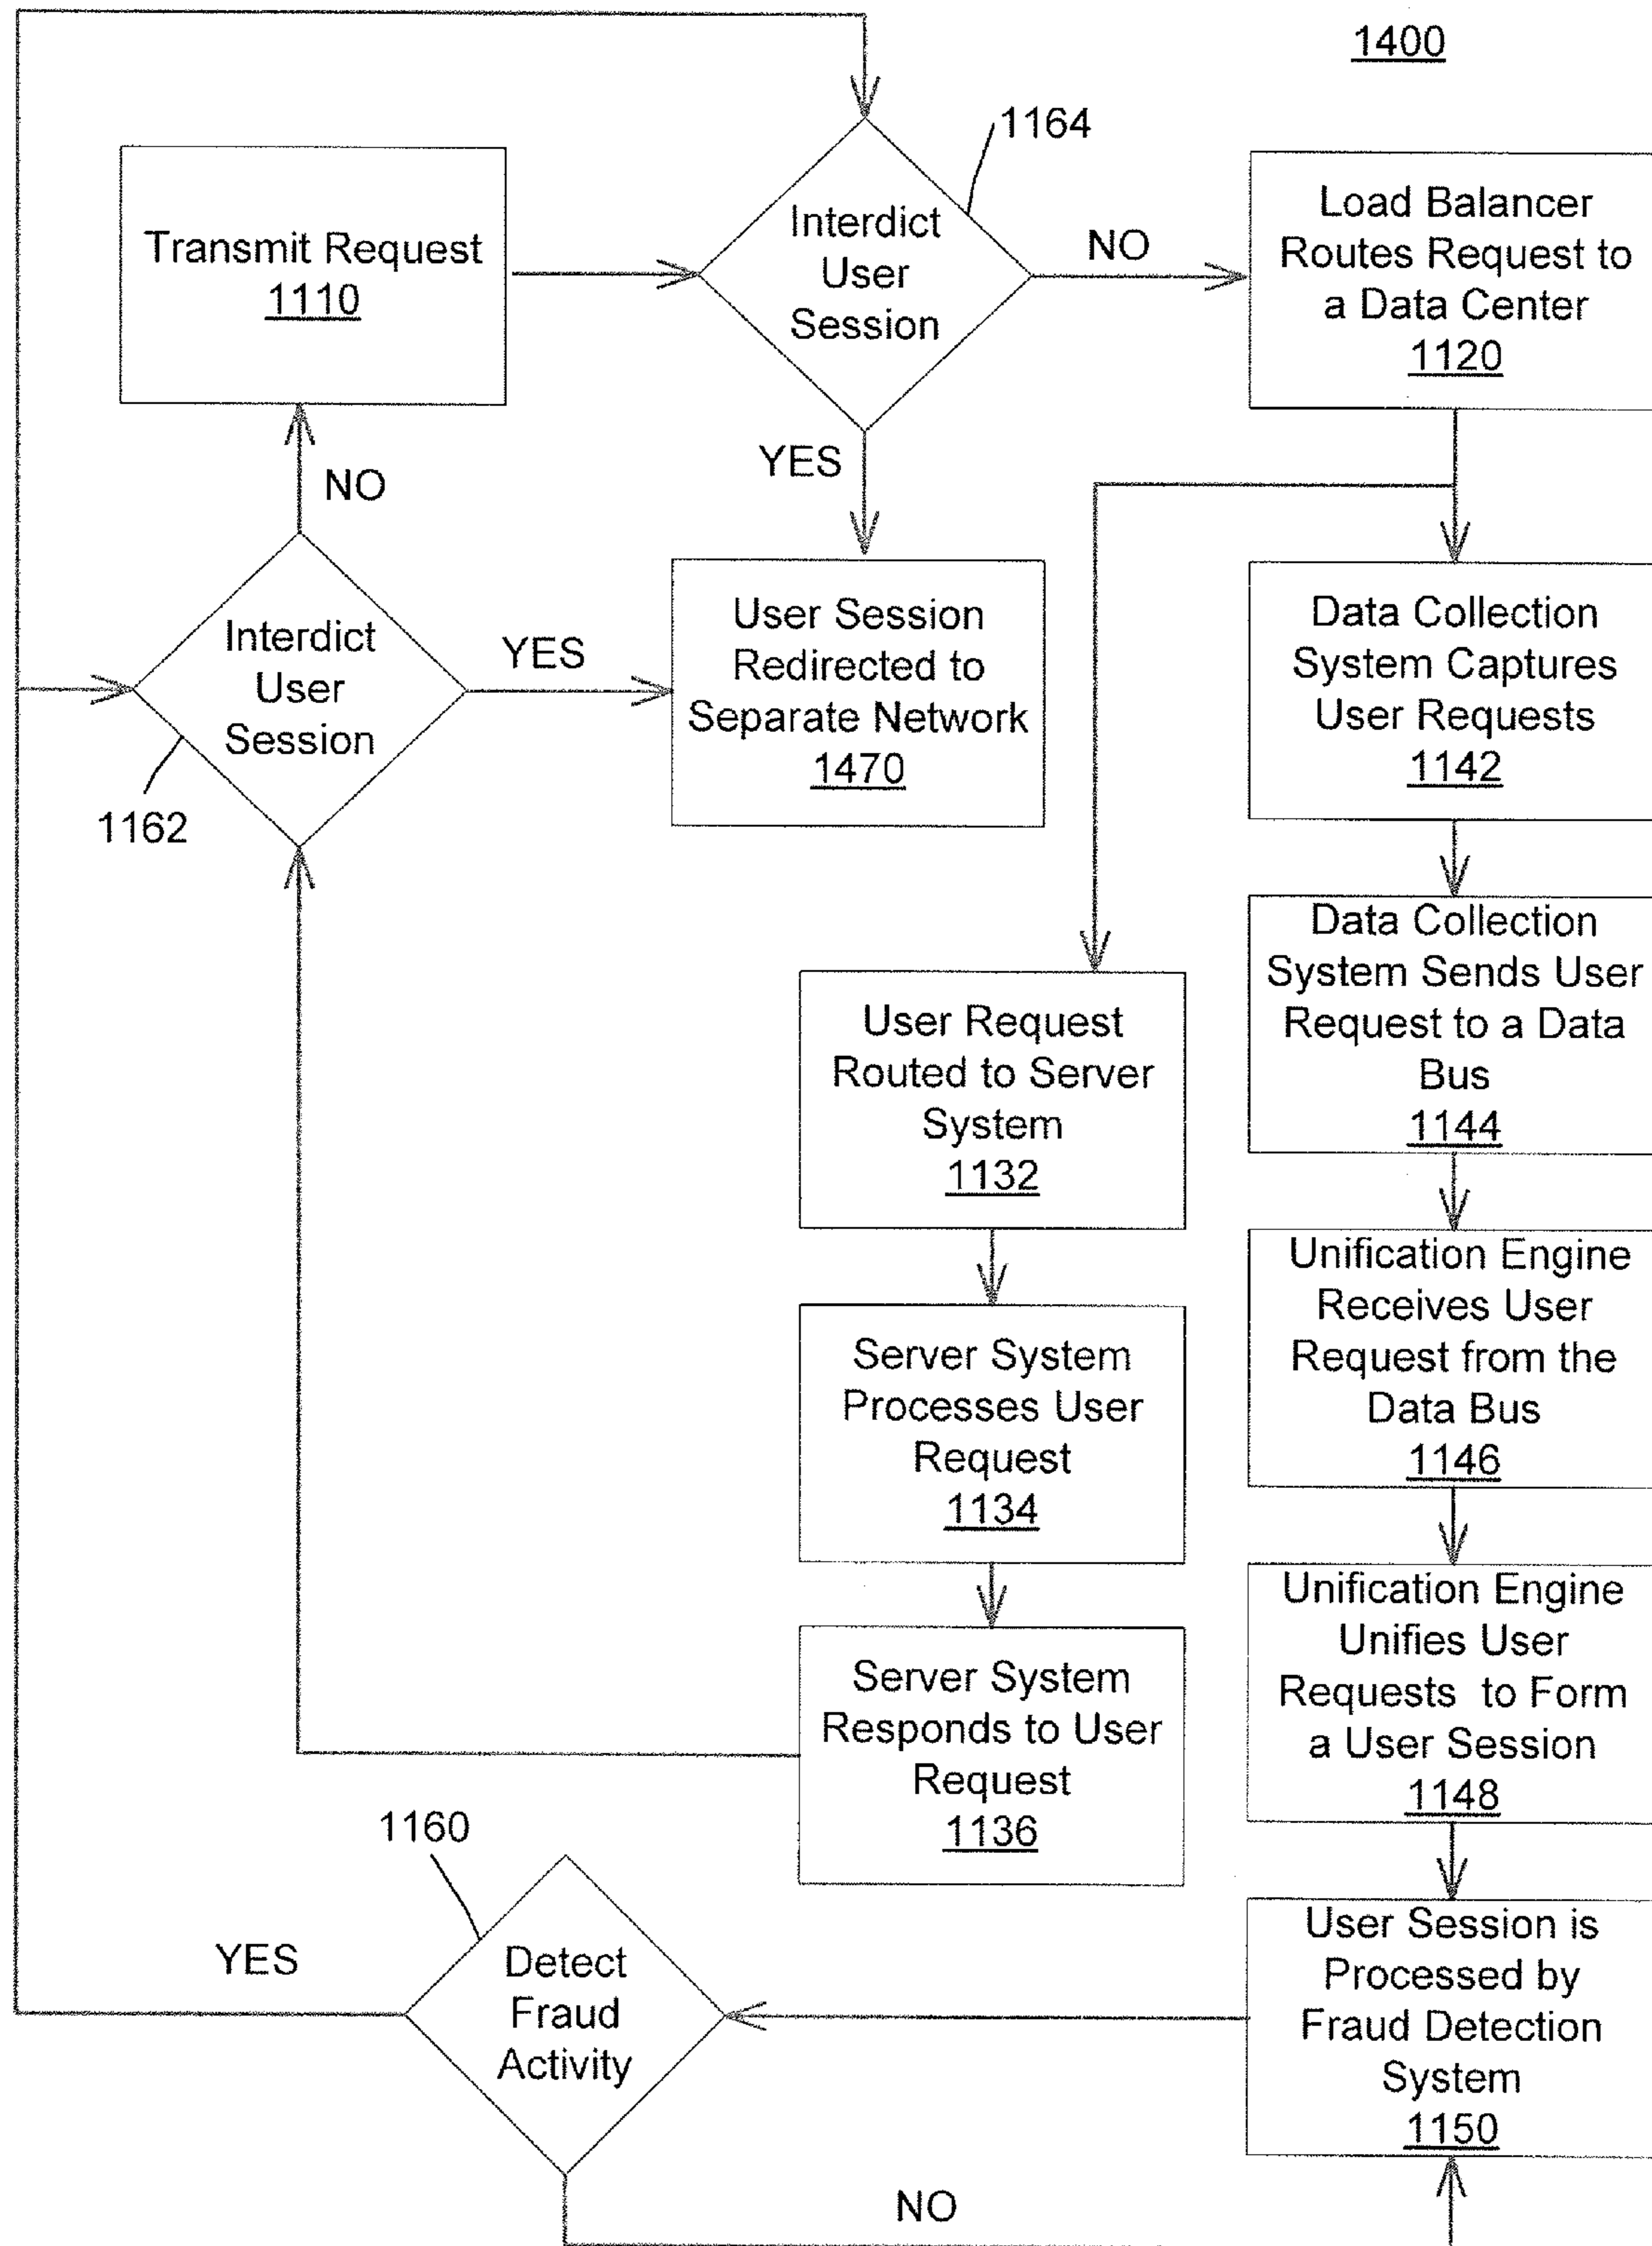 1400
1164
Transmit Request
1110
Interdict
User
Session
NO
Load Balancer
Routes Request to
a Data Center
1120
YES
NO
Interdict
User
Session
1162
YES
User Session
Redirected to
Separate Network
1470
Data Collection
System Captures
User Requests
1142
Data Collection
System Sends User
Request to a Data
Bus
1144
User Request
Routed to Server
System
1132
Unification Engine
Receives User
Request from the
Data Bus
1146
Server System
Processes User
Request
1134
Unification Engine
Unifies User
Requests to Form
a User Session
1148
Server System
Responds to User
Request
1136
1160
YES
Detect
Fraud
Activity
User Session is
Processed by
Fraud Detection
System
1150
NO